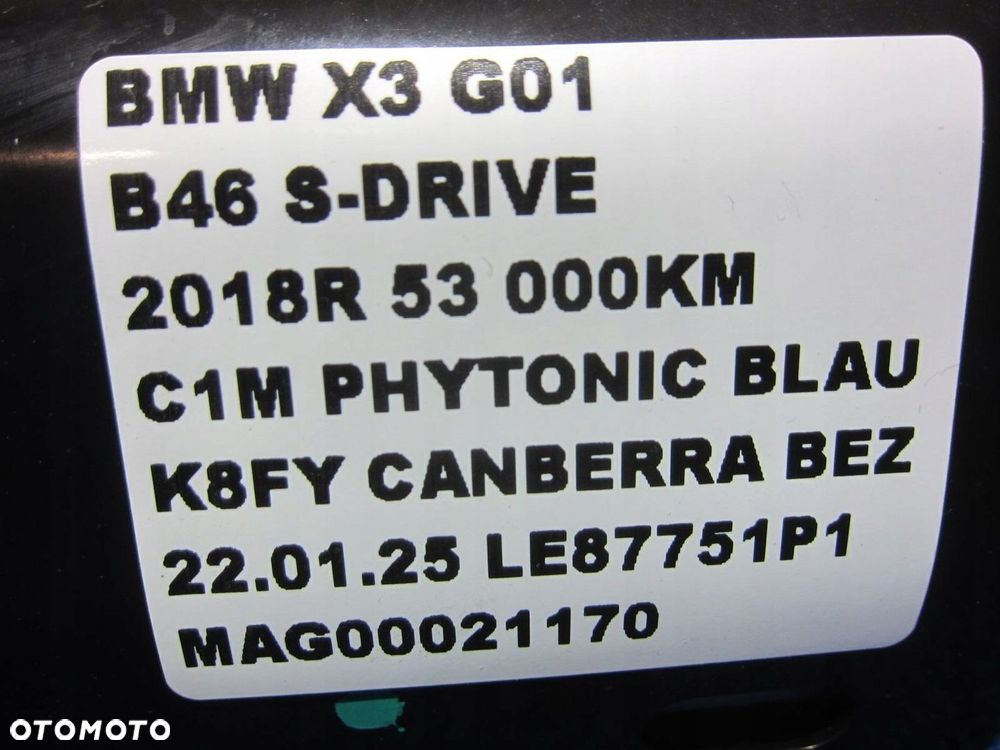 BMW X3 G01
B46 S-DRIVE
2018R 53 000KM
C1M PHYTONIC BLAU
K8FY CANBERRA BEZ
22.01.25 LE87751P1
MAG00021170
OTOMOTO